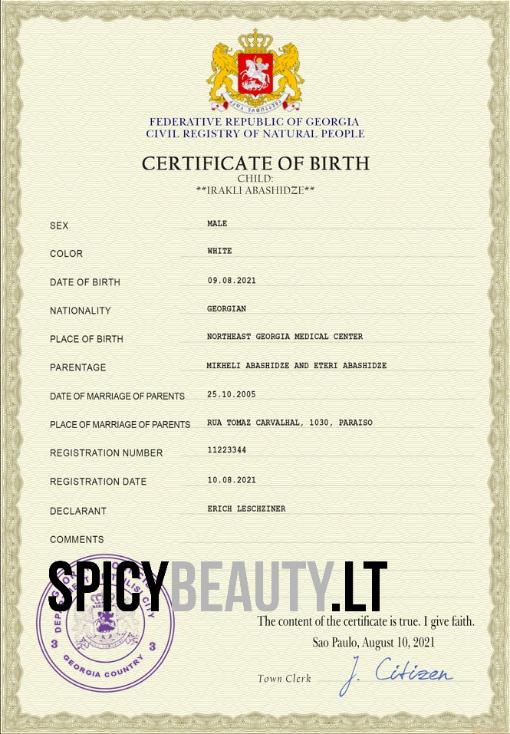 FEDERATIVE REPUBLIC OF GEORGIA
CIVIL REGISTRY OF NATURAL PEOPLE
CERTIFICATE OF BIRTH
CHILD:
**IRAKLI ABASHIDZE**
SEX MALE
COLOR WHITE
DATE OF BIRTH 09.08.2021
NATIONALITY GEORGIAN
PLACE OF BIRTH NORTHEAST GEORGIA MEDICAL CENTER
PARENTAGE MIKHELI ABASHIDZE AND ETERI ABASHIDZE
DATE OF MARRIAGE OF PARENTS 25.10.2005
PLACE OF MARRIAGE OF PARENTS RUA TOMAZ CARVALHAL, 1030, PARAISO
REGISTRATION NUMBER 11223344
REGISTRATION DATE 10.08.2021
DECLARANT ERICH LESCHZINER
COMMENTS
SPICYBEAUTY.LT
3 GEORGIA COUNTRY 3
The content of the certificate is true. I give faith.
Sao Paulo, August 10, 2021
Town Clerk J. Citizen